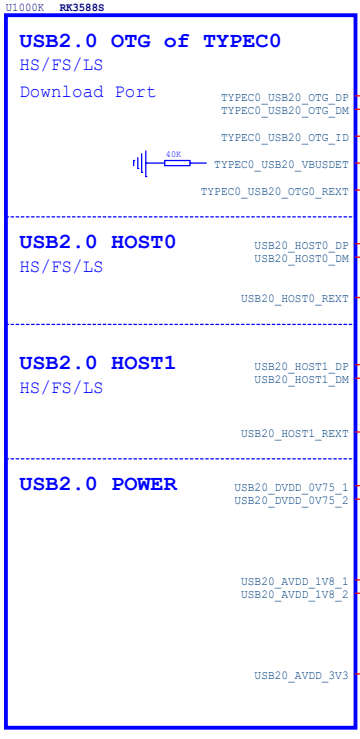 U1000K RK3588S
USB2.0 OTG of TYPEC0
HS/FS/LS
Download Port
TYPEC0_USB20_OTG_DP
TYPEC0_USB20_OTG_DM
TYPEC0_USB20_OTG_ID
40K
TYPEC0_USB20_VBUSDET
TYPEC0_USB20_OTG0_REXT
USB2.0 HOST0
HS/FS/LS
USB20_HOST0_DP
USB20_HOST0_DM
USB20_HOST0_REXT
USB2.0 HOST1
HS/FS/LS
USB20_HOST1_DP
USB20_HOST1_DM
USB20_HOST1_REXT
USB2.0 POWER
USB20_DVDD_0V75_1
USB20_DVDD_0V75_2
USB20_AVDD_1V8_1
USB20_AVDD_1V8_2
USB20_AVDD_3V3